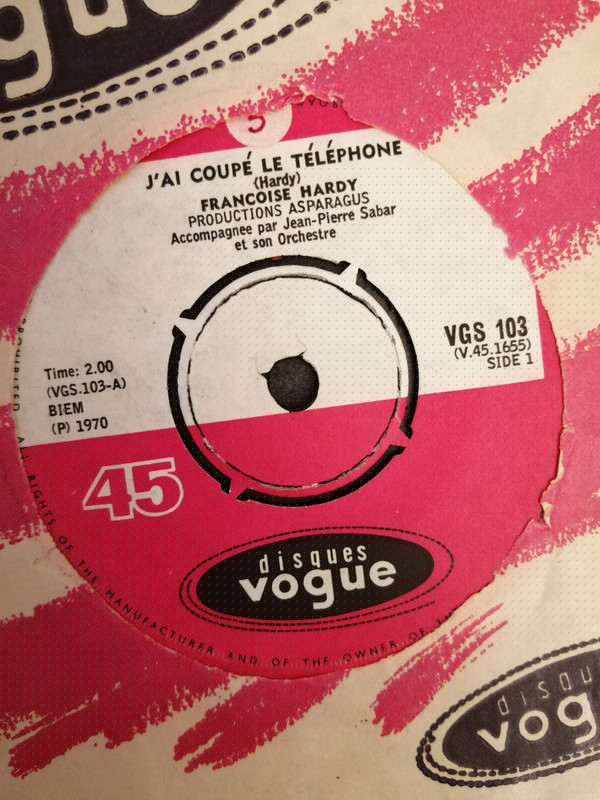 J'AI COUPÉ LE TÉLÉPHONE
(Hardy)
FRANCOISE HARDY
PRODUCTIONS ASPARAGUS
Accompagnee par Jean-Pierre Sabar
et son Orchestre
VGS 103
(V.45.1655)
SIDE 1
Time: 2.00
(VGS.103-A)
BIEM
(P) 1970
45
disques
vogue
ALL RIGHTS OF THE MANUFACTURER AND OF THE OWNER OF